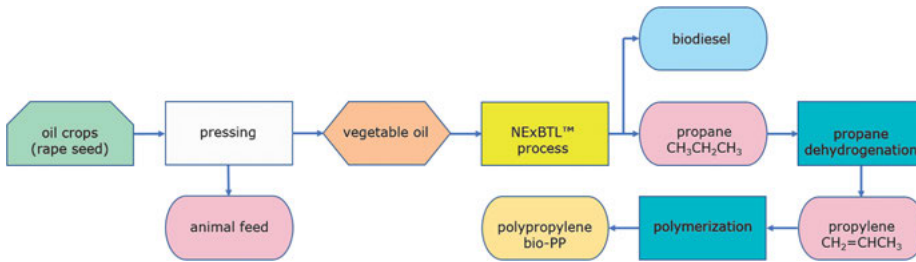 biodiesel
oil crops
(rape seed)
pressing
vegetable oil
NExBTL™
process
propane
CH₃CH₂CH₃
propane
dehydrogenation
animal feed
polypropylene
bio-PP
polymerization
propylene
CH₂=CHCH₃